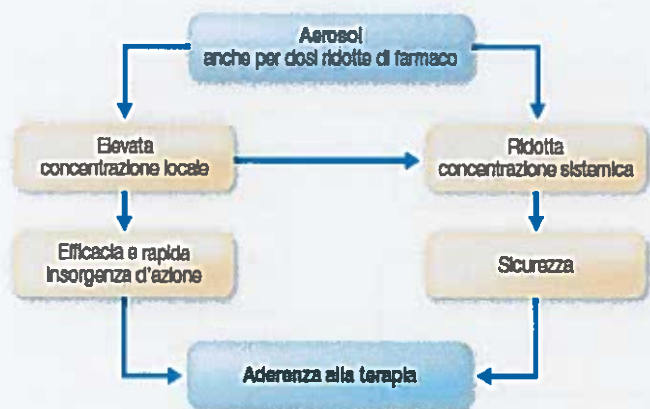 Aerosol
anche per dosi ridotte di farmaco
Elevata
concentrazione locale
Ridotta
concentrazione sistemica
Efficacia e rapida
insorgenza d'azione
Sicurezza
Aderenza alla terapia